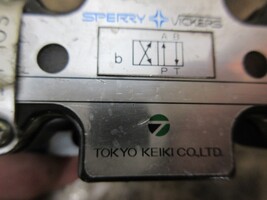 SPERRY VICKERS
A B
b
P T
TOKYO KEIKI CO.,LTD.